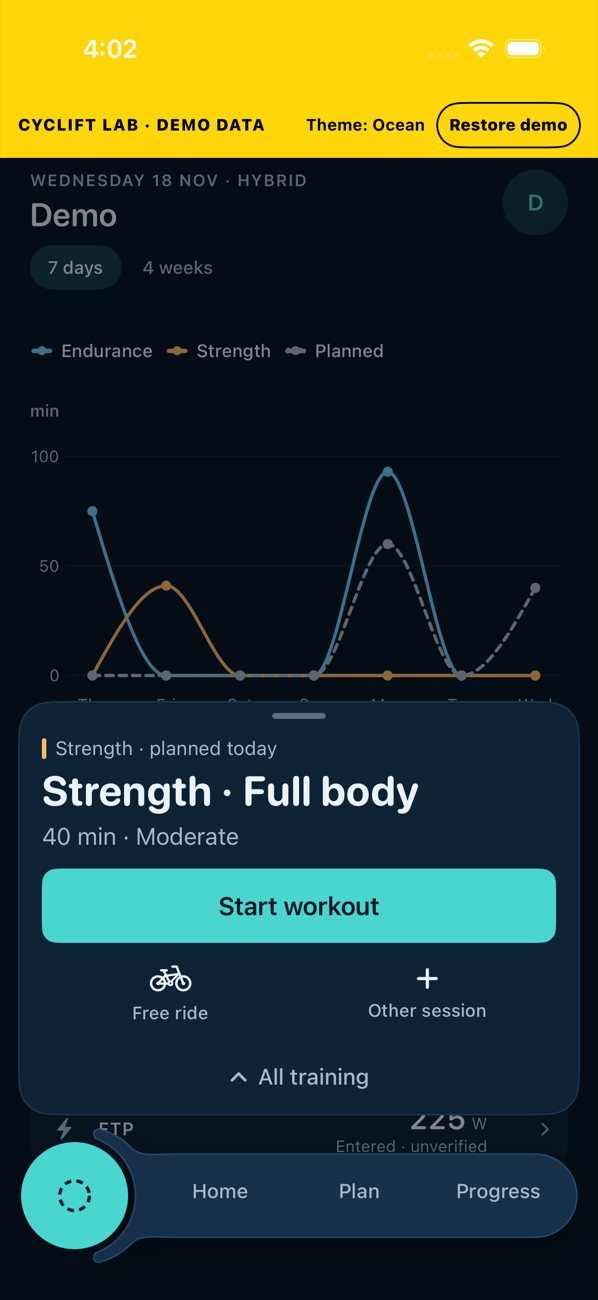 4:02
CYCLIFT LAB · DEMO DATA
Theme: Ocean
Restore demo
WEDNESDAY 18 NOV · HYBRID
Demo
D
7 days
4 weeks
Endurance
Strength
Planned
min
100
50
0
Strength · planned today
Strength · Full body
40 min · Moderate
Start workout
Free ride
Other session
All training
FTP
225 W
Entered · unverified
Home
Plan
Progress